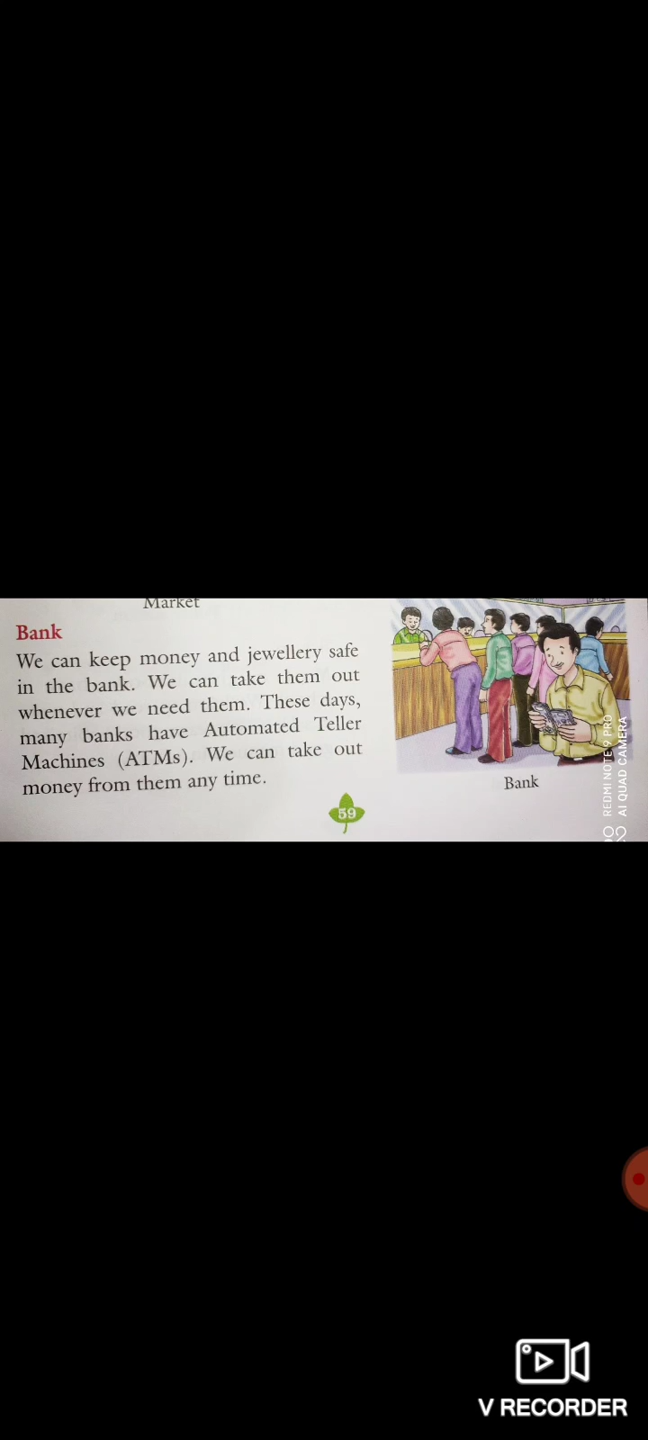 Market
Bank
We can keep money and jewellery safe
in the bank. We can take them out
whenever we need them. These days,
many banks have Automated Teller
Machines (ATMs). We can take out
money from them any time.
Bank
59
REDMI NOTE 9 PRO
AI QUAD CAMERA
V RECORDER